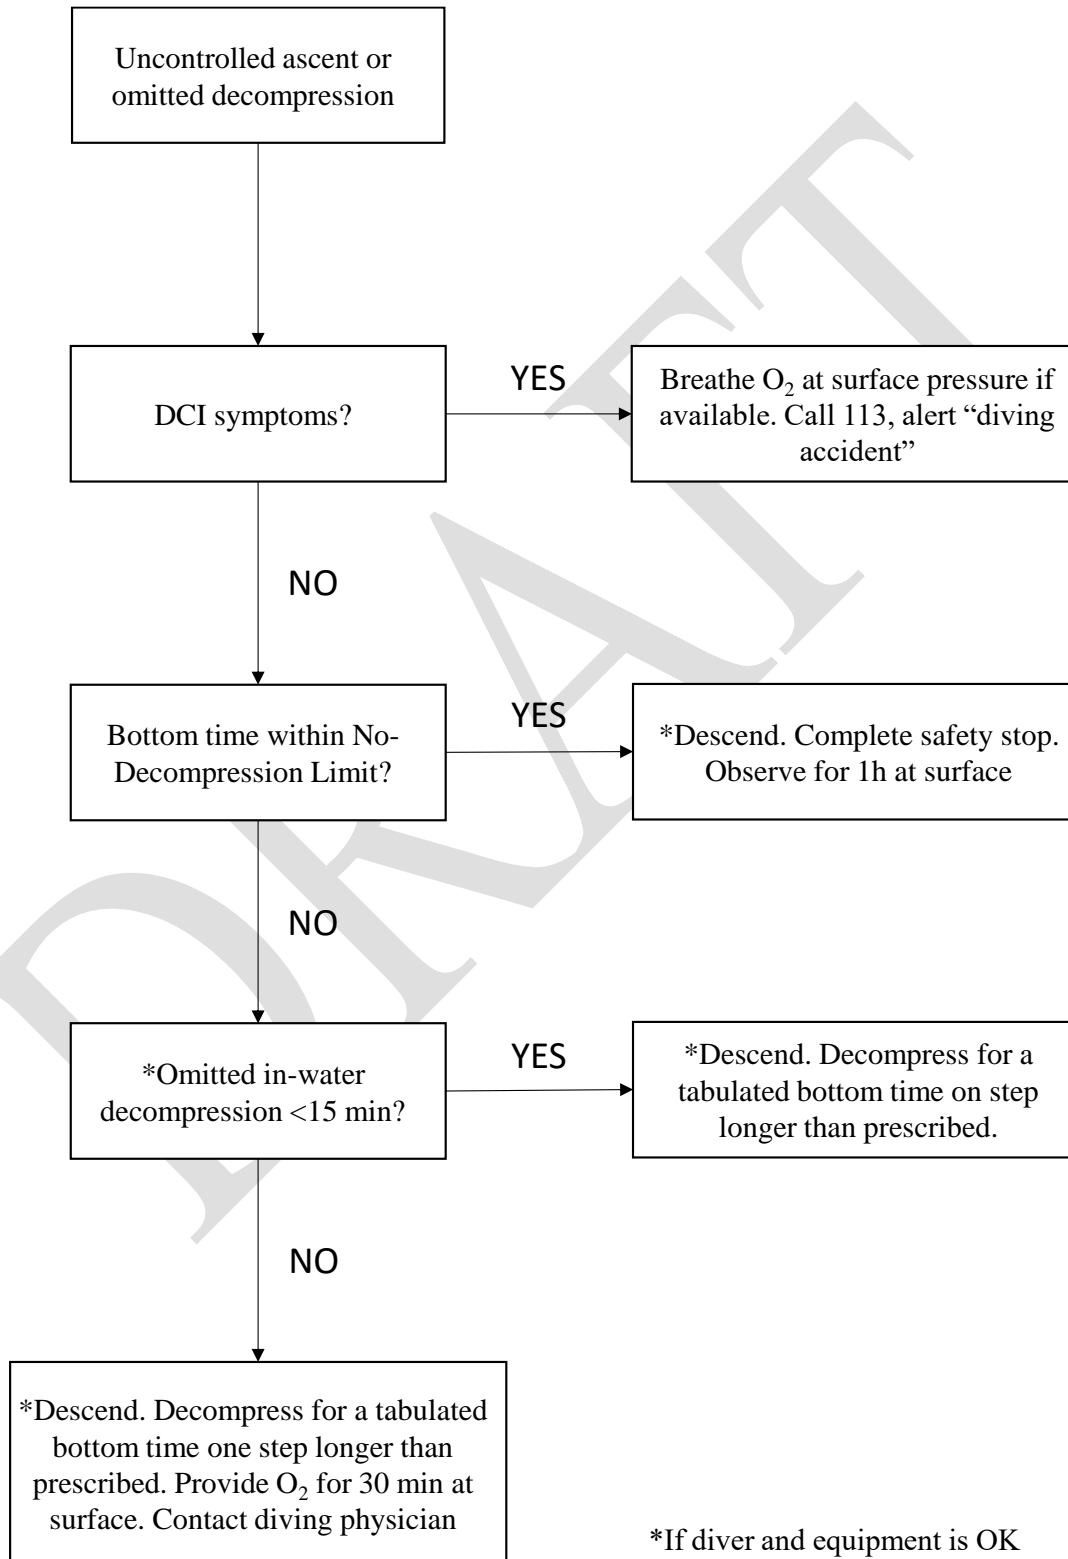 Uncontrolled ascent or
omitted decompression
DCI symptoms?
YES
Breathe O₂ at surface pressure if
available. Call 113, alert “diving
accident”
NO
Bottom time within No-
Decompression Limit?
YES
*Descend. Complete safety stop.
Observe for 1h at surface
NO
*Omitted in-water
decompression <15 min?
YES
*Descend. Decompress for a
tabulated bottom time on step
longer than prescribed.
NO
*Descend. Decompress for a tabulated
bottom time one step longer than
prescribed. Provide O₂ for 30 min at
surface. Contact diving physician
*If diver and equipment is OK
DRAFT